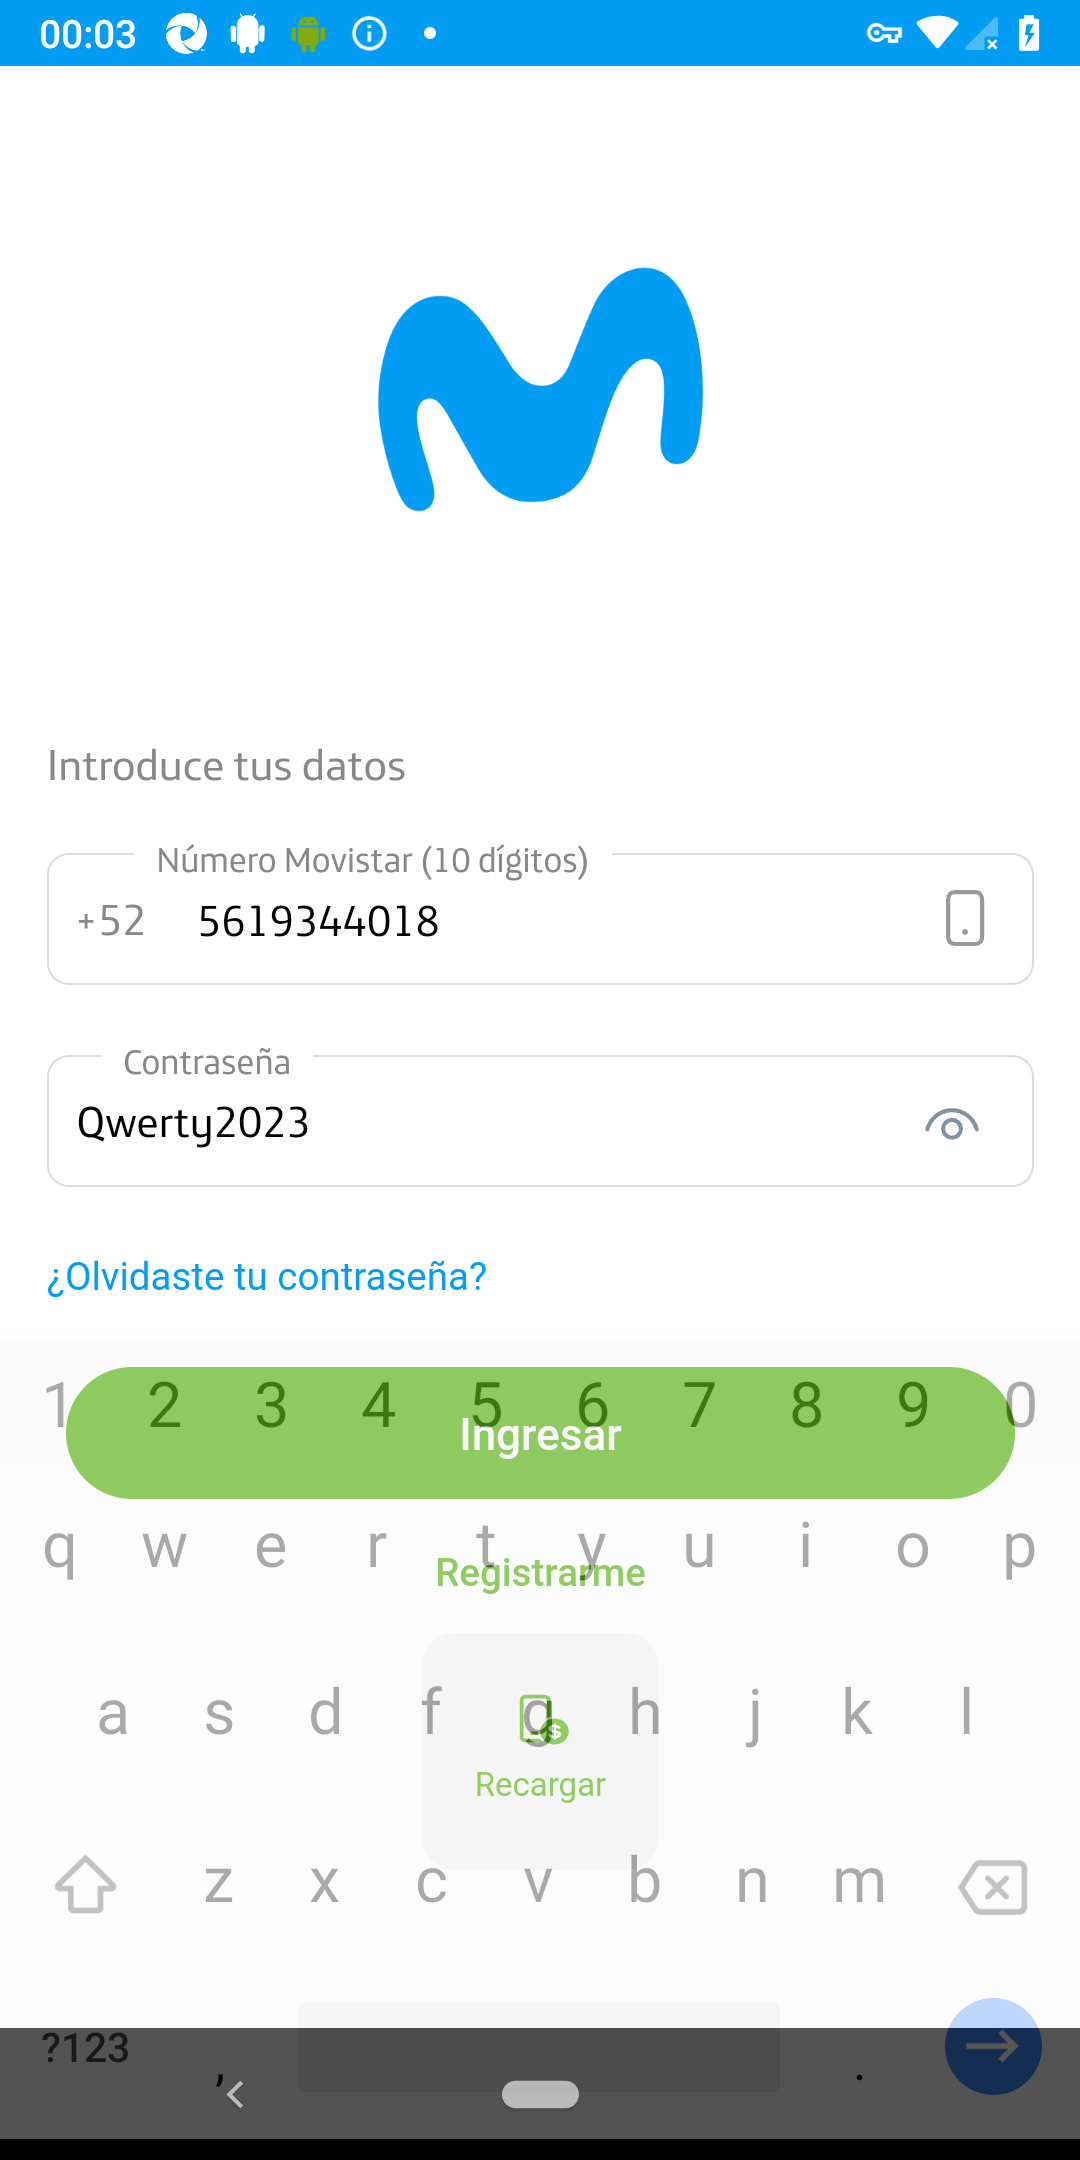 00:03
Introduce tus datos
Número Movistar (10 dígitos)
+52 5619344018
Contraseña
Qwerty2023
¿Olvidaste tu contraseña?
1 2 3 4 5 6 7 8 9 0
Ingresar
q w e r t y u i o p
Registrarme
a s d f g h j k l
Recargar
z x c v b n m
?123 , .